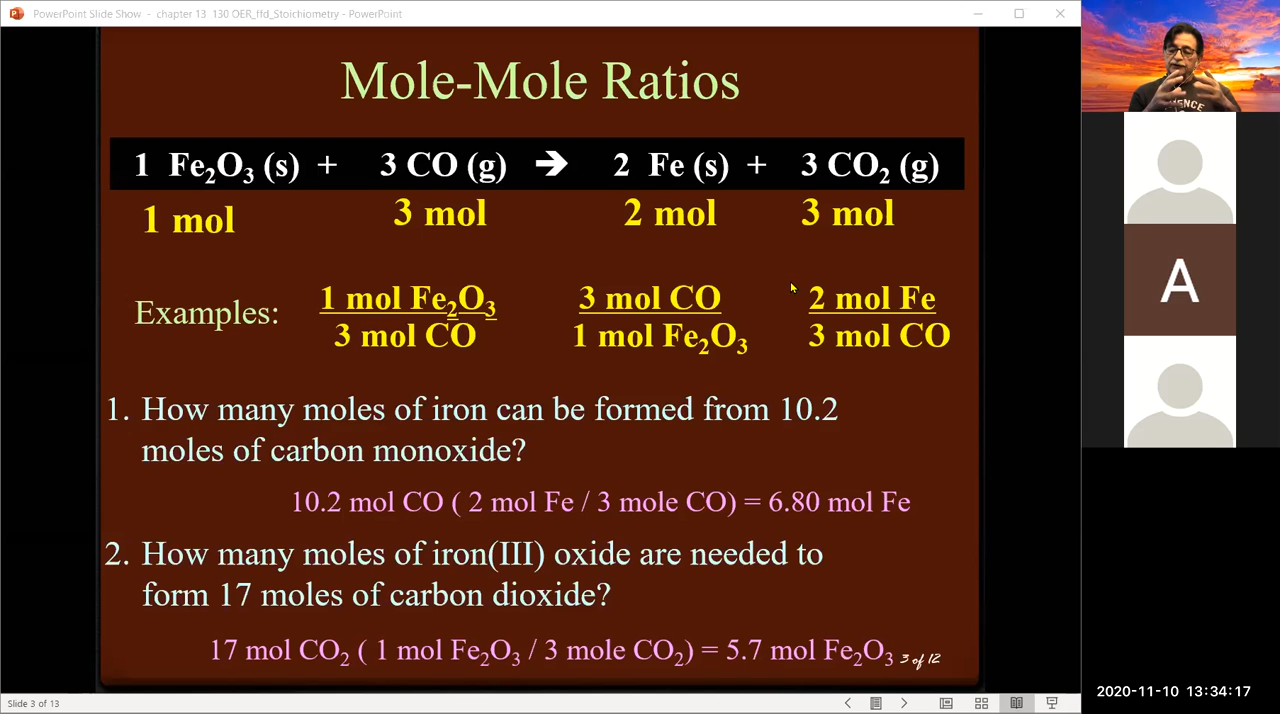 PowerPoint Slide Show - chapter 13 130 OER_ffd_Stoichiometry - PowerPoint
Mole-Mole Ratios
1 Fe₂O₃ (s) + 3 CO (g) ➔ 2 Fe (s) + 3 CO₂ (g)
1 mol 3 mol 2 mol 3 mol
Examples:
1 mol Fe₂O₃
3 mol CO
3 mol CO
1 mol Fe₂O₃
2 mol Fe
3 mol CO
1. How many moles of iron can be formed from 10.2
moles of carbon monoxide?
10.2 mol CO ( 2 mol Fe / 3 mole CO) = 6.80 mol Fe
2. How many moles of iron(III) oxide are needed to
form 17 moles of carbon dioxide?
17 mol CO₂ ( 1 mol Fe₂O₃ / 3 mole CO₂) = 5.7 mol Fe₂O₃
3 of 12
Slide 3 of 13
A
2020-11-10 13:34:17